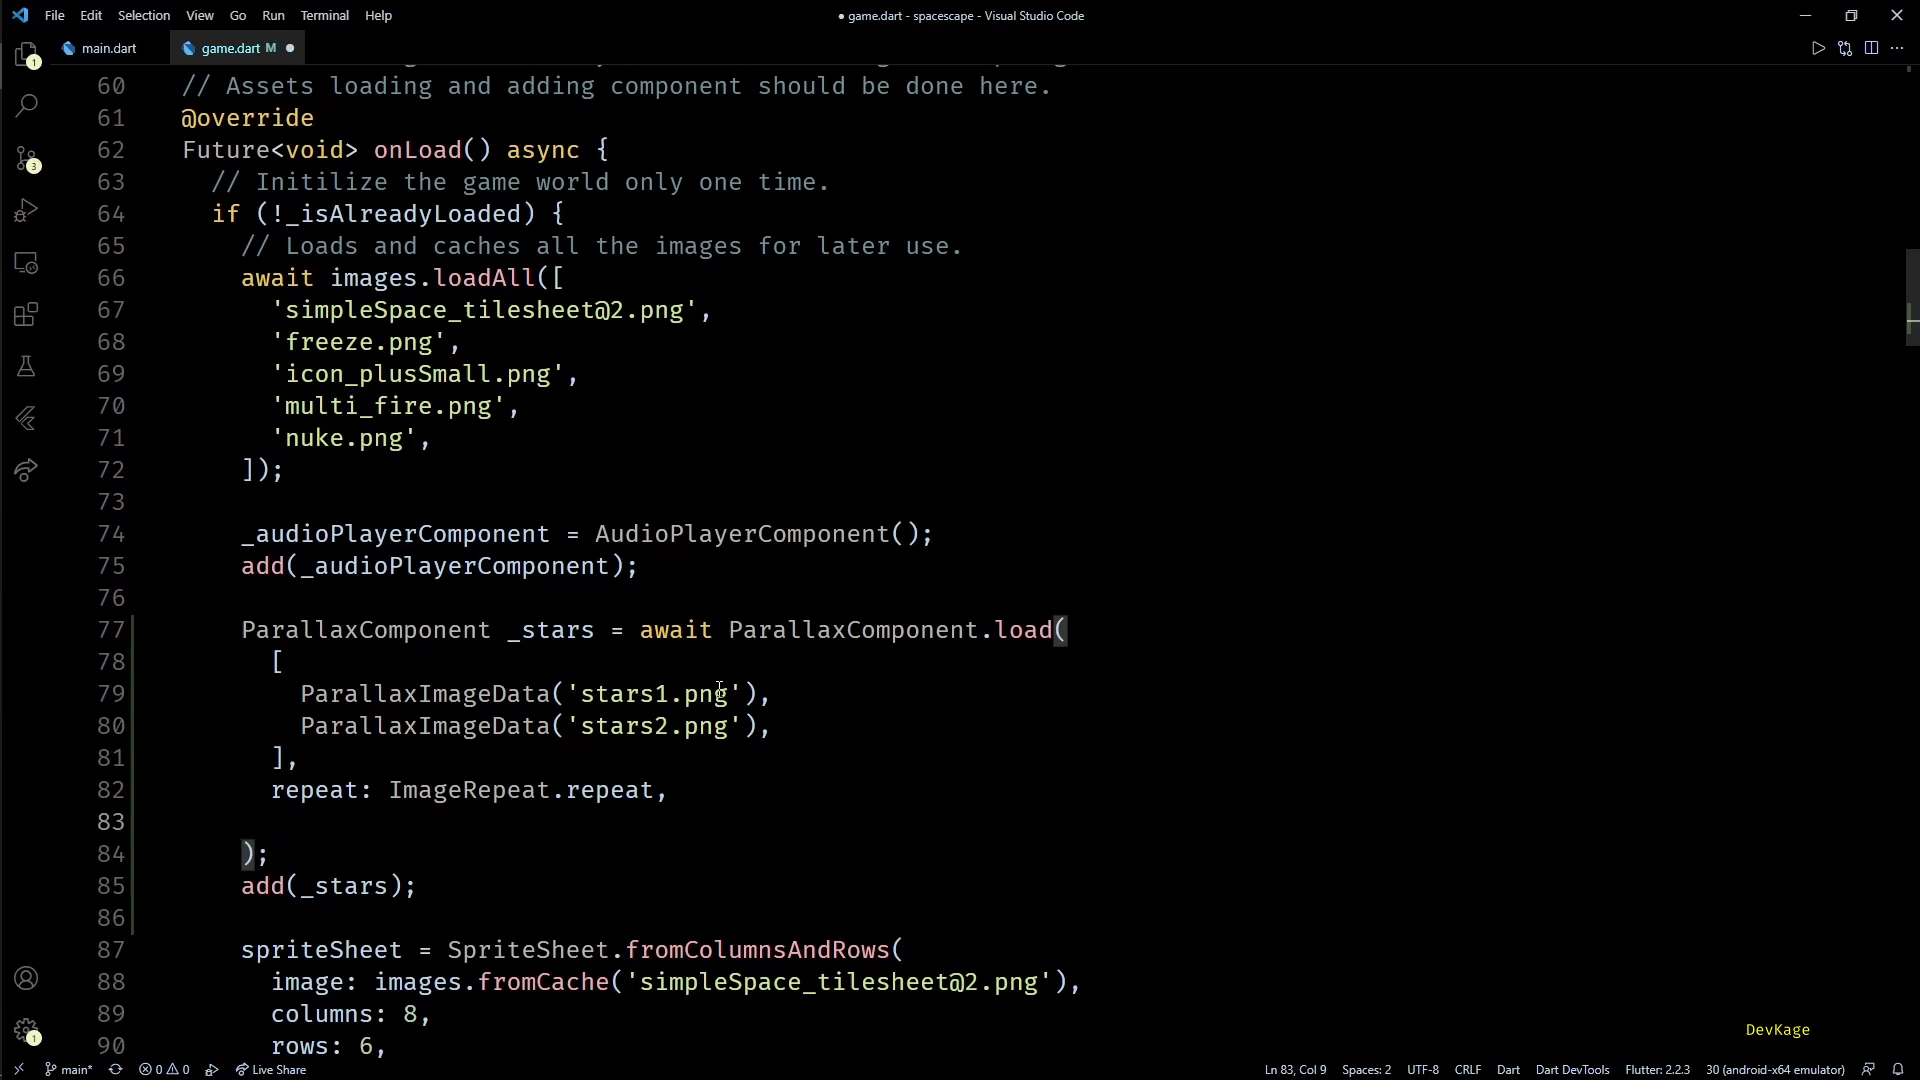 File Edit Selection View Go Run Terminal Help
● game.dart - spacescape - Visual Studio Code
main.dart
game.dart M ●
60 // Assets loading and adding component should be done here.
61 @override
62 Future<void> onLoad() async {
63 // Initilize the game world only one time.
64 if (!_isAlreadyLoaded) {
65 // Loads and caches all the images for later use.
66 await images.loadAll([
67 'simpleSpace_tilesheet@2.png',
68 'freeze.png',
69 'icon_plusSmall.png',
70 'multi_fire.png',
71 'nuke.png',
72 ]);
73
74 _audioPlayerComponent = AudioPlayerComponent();
75 add(_audioPlayerComponent);
76
77 ParallaxComponent _stars = await ParallaxComponent.load(
78 [
79 ParallaxImageData('stars1.png'),
80 ParallaxImageData('stars2.png'),
81 ],
82 repeat: ImageRepeat.repeat,
83
84 );
85 add(_stars);
86
87 spriteSheet = SpriteSheet.fromColumnsAndRows(
88 image: images.fromCache('simpleSpace_tilesheet@2.png'),
89 columns: 8,
90 rows: 6,
1
3
1
DevKage
main* 0 0 Live Share
Ln 83, Col 9 Spaces: 2 UTF-8 CRLF Dart Dart DevTools Flutter: 2.2.3 30 (android-x64 emulator)